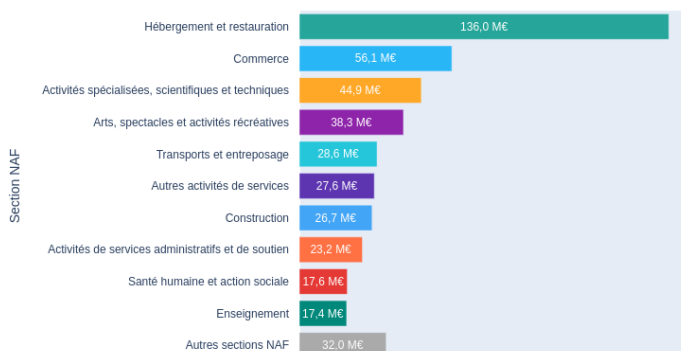 Section NAF
Hébergement et restauration 136,0 M€
Commerce 56,1 M€
Activités spécialisées, scientifiques et techniques 44,9 M€
Arts, spectacles et activités récréatives 38,3 M€
Transports et entreposage 28,6 M€
Autres activités de services 27,6 M€
Construction 26,7 M€
Activités de services administratifs et de soutien 23,2 M€
Santé humaine et action sociale 17,6 M€
Enseignement 17,4 M€
Autres sections NAF 32,0 M€